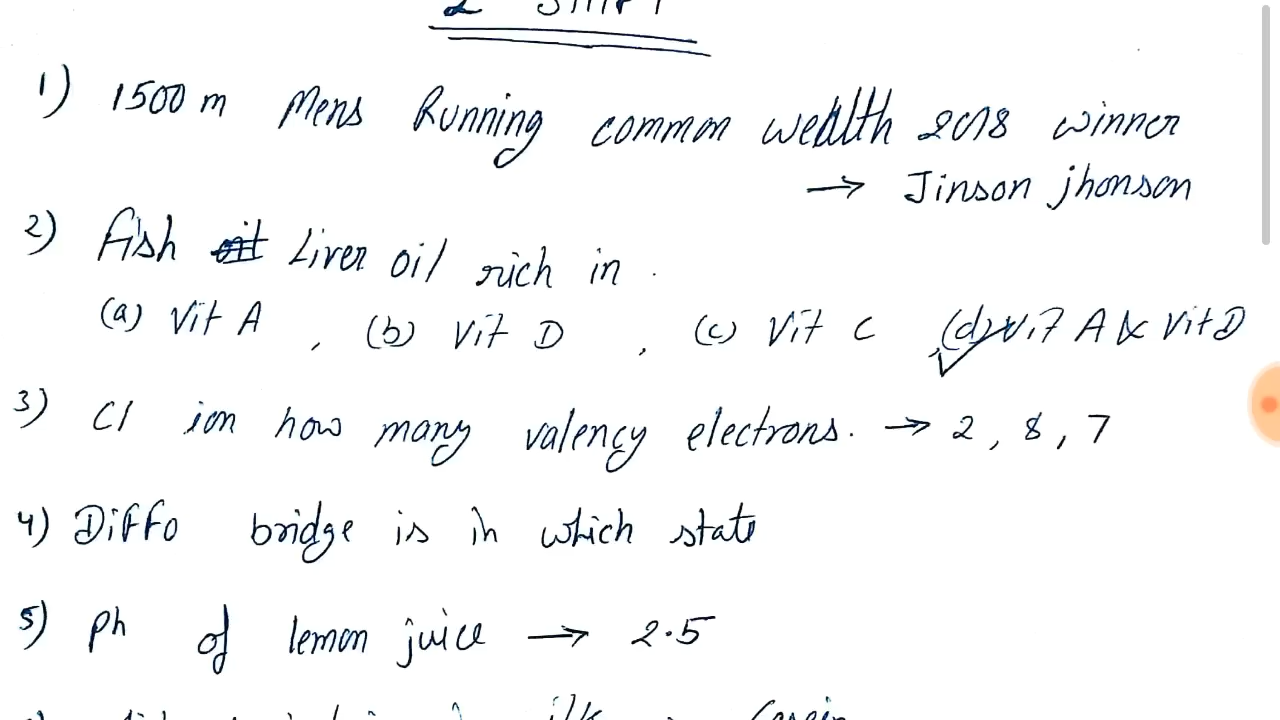 1) 1500 m Mens Running common wealth 2018 winner
→ Jinson jhonson
2) Fish Liver oil rich in .
(a) Vit A , (b) Vit D , (c) Vit C , (d) Vit A & Vit D
3) Cl ion how many valency electrons. → 2, 8, 7
4) Diffo bridge is in which state
5) Ph of lemon juice → 2.5